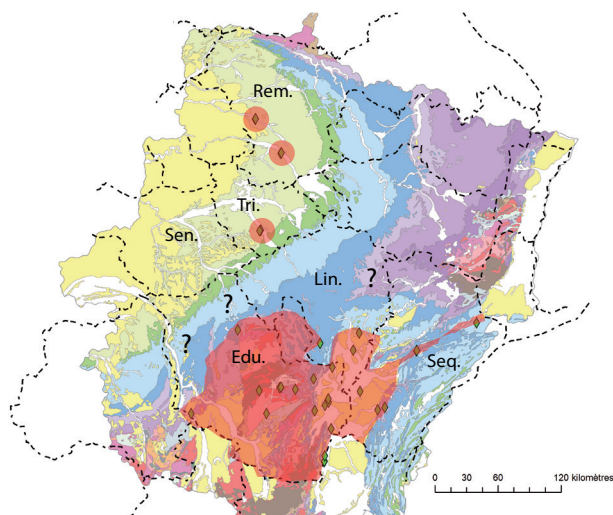 Rem.
Tri.
Sen.
Lin.
?
?
?
Edu.
Seq.
0 30 60 120 kilomètres